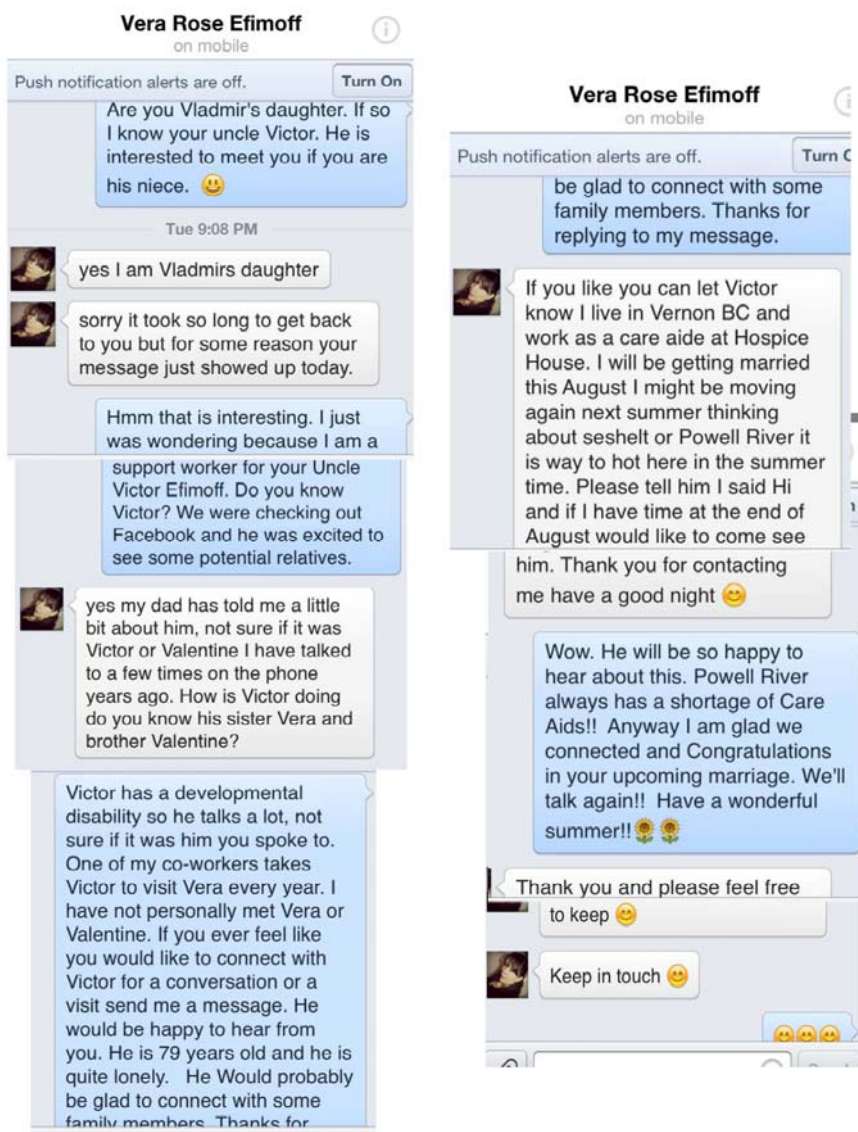 Vera Rose Efimoff
on mobile
Push notification alerts are off.
Turn On
Are you Vladmir's daughter. If so
I know your uncle Victor. He is
interested to meet you if you are
his niece. 😃
Tue 9:08 PM
yes I am Vladmirs daughter
sorry it took so long to get back
to you but for some reason your
message just showed up today.
Hmm that is interesting. I just
was wondering because I am a
support worker for your Uncle
Victor Efimoff. Do you know
Victor? We were checking out
Facebook and he was excited to
see some potential relatives.
yes my dad has told me a little
bit about him, not sure if it was
Victor or Valentine I have talked
to a few times on the phone
years ago. How is Victor doing
do you know his sister Vera and
brother Valentine?
Victor has a developmental
disability so he talks a lot, not
sure if it was him you spoke to.
One of my co-workers takes
Victor to visit Vera every year. I
have not personally met Vera or
Valentine. If you ever feel like
you would like to connect with
Victor for a conversation or a
visit send me a message. He
would be happy to hear from
you. He is 79 years old and he is
quite lonely.   He Would probably
be glad to connect with some
family members. Thanks for
Vera Rose Efimoff
on mobile
Push notification alerts are off.
Turn
be glad to connect with some
family members. Thanks for
replying to my message.
If you like you can let Victor
know I live in Vernon BC and
work as a care aide at Hospice
House. I will be getting married
this August I might be moving
again next summer thinking
about seshelt or Powell River it
is way to hot here in the summer
time. Please tell him I said Hi
and if I have time at the end of
August would like to come see
him. Thank you for contacting
me have a good night 😊
Wow. He will be so happy to
hear about this. Powell River
always has a shortage of Care
Aids!!  Anyway I am glad we
connected and Congratulations
in your upcoming marriage. We'll
talk again!!  Have a wonderful
summer!!🌻🌻
Thank you and please feel free
to keep 😊
Keep in touch 😊
😊😊😊